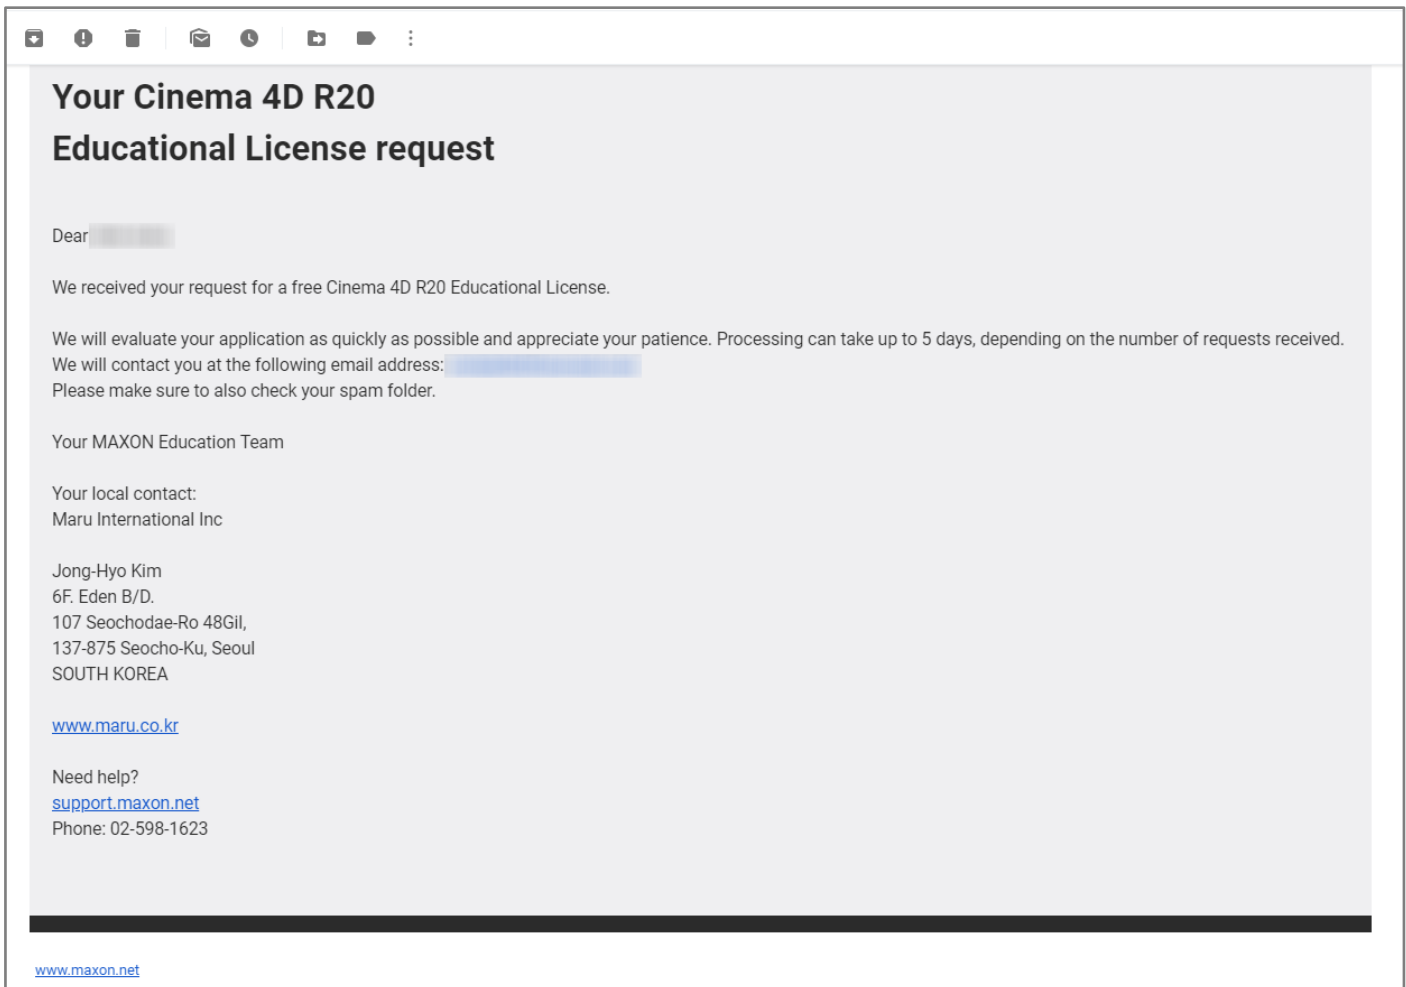 Your Cinema 4D R20
Educational License request
Dear
We received your request for a free Cinema 4D R20 Educational License.
We will evaluate your application as quickly as possible and appreciate your patience. Processing can take up to 5 days, depending on the number of requests received.
We will contact you at the following email address:
Please make sure to also check your spam folder.
Your MAXON Education Team
Your local contact:
Maru International Inc
Jong-Hyo Kim
6F. Eden B/D.
107 Seochodae-Ro 48Gil,
137-875 Seocho-Ku, Seoul
SOUTH KOREA
www.maru.co.kr
Need help?
support.maxon.net
Phone: 02-598-1623
www.maxon.net